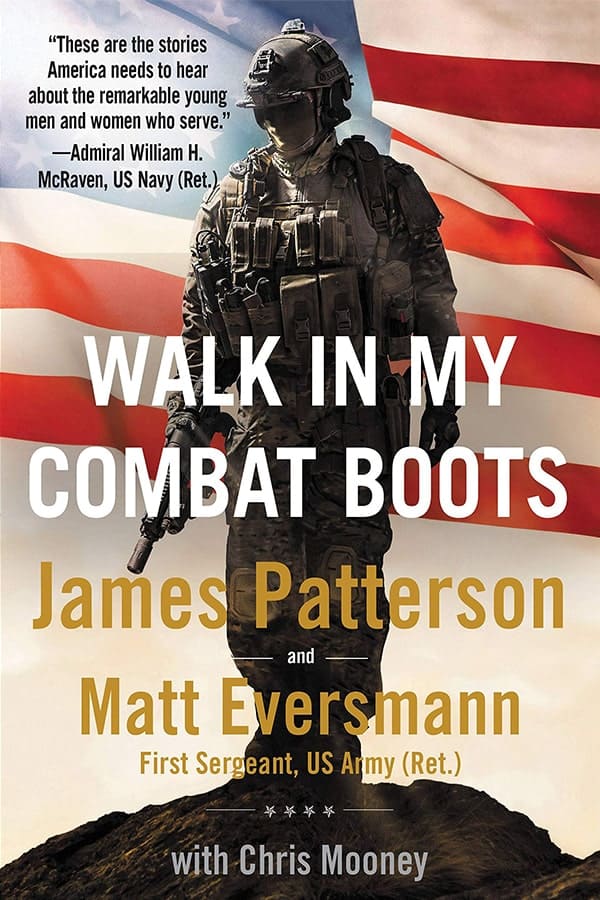 “These are the stories
America needs to hear
about the remarkable young
men and women who serve.”
—Admiral William H.
McRaven, US Navy (Ret.)
WALK IN MY
COMBAT BOOTS
James Patterson
and
Matt Eversmann
First Sergeant, US Army (Ret.)
with Chris Mooney